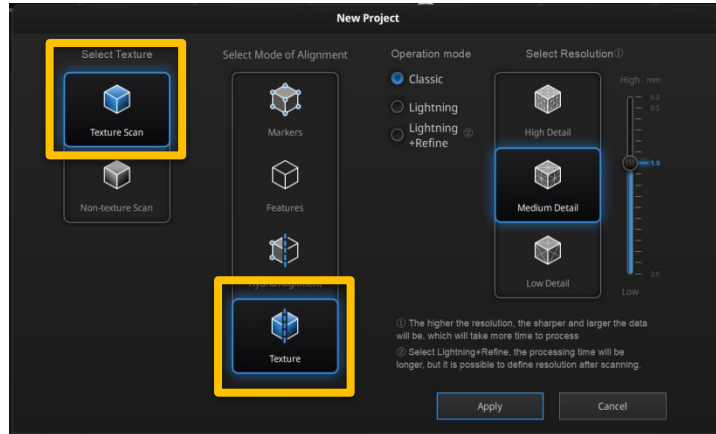 New Project
Select Texture
Texture Scan
Non-texture Scan
Select Mode of Alignment
Markers
Features
Hybrid Alignment
Texture
Operation mode
Classic
Lightning
Lightning ②
+Refine
Select Resolution①
High Detail
Medium Detail
Low Detail
High mm
0.2
0.5
1.0
2.0
Low
① The higher the resolution, the sharper and larger the data
will be, which will take more time to process
② Select Lightning+Refine, the processing time will be
longer, but it is possible to define resolution after scanning.
Apply
Cancel